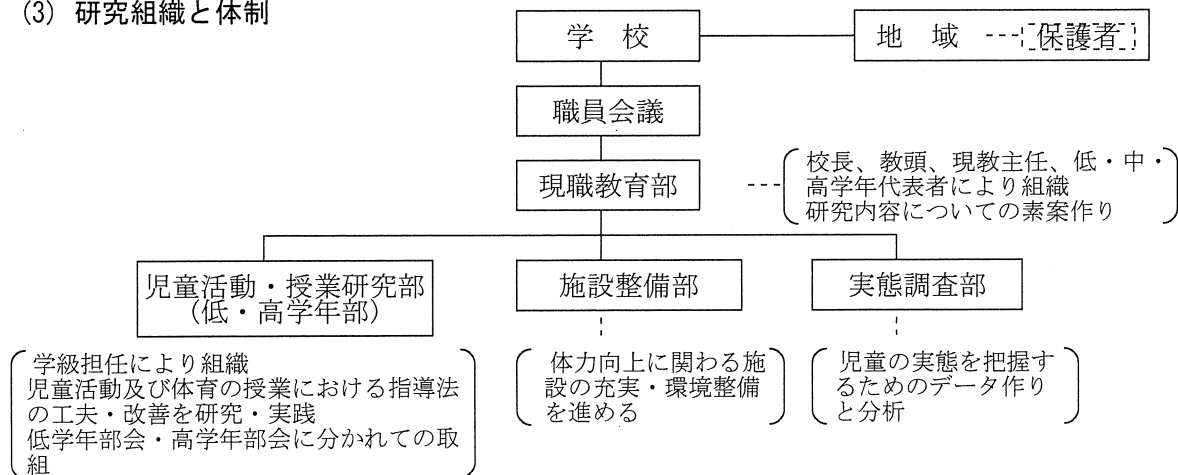 (3) 研究組織と体制
学 校
地 域
保護者
職員会議
現職教育部
校長、教頭、現教主任、低・中・
高学年代表者により組織
研究内容についての素案作り
児童活動・授業研究部
(低・高学年部)
施設整備部
実態調査部
学級担任により組織
児童活動及び体育の授業における指導法
の工夫・改善を研究・実践
低学年部会・高学年部会に分かれての取
組
体力向上に関わる施
設の充実・環境整備
を進める
児童の実態を把握す
るためのデータ作り
と分析